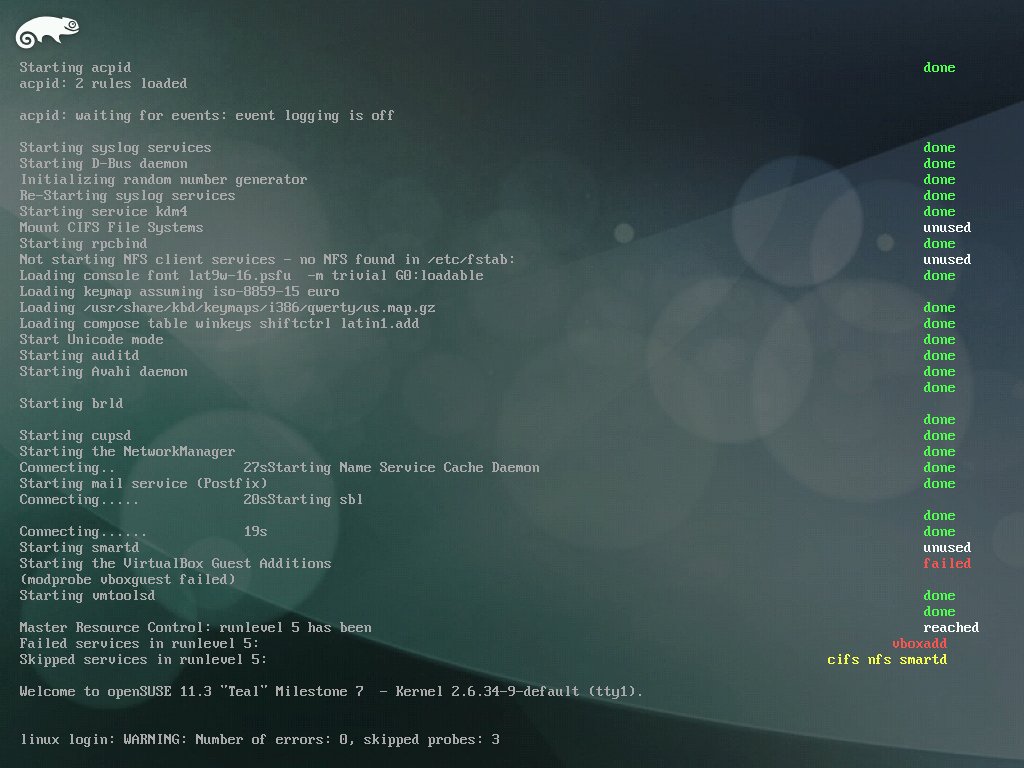 Starting acpid done
acpid: 2 rules loaded
acpid: waiting for events: event logging is off
Starting syslog services done
Starting D-Bus daemon done
Initializing random number generator done
Re-Starting syslog services done
Starting service kdm4 done
Mount CIFS File Systems unused
Starting rpcbind done
Not starting NFS client services - no NFS found in /etc/fstab: unused
Loading console font lat9w-16.psfu  -m trivial G0:loadable done
Loading keymap assuming iso-8859-15 euro
Loading /usr/share/kbd/keymaps/i386/qwerty/us.map.gz done
Loading compose table winkeys shiftctrl latin1.add done
Start Unicode mode done
Starting auditd done
Starting Avahi daemon done
done
Starting brld
done
Starting cupsd done
Starting the NetworkManager done
Connecting.. 27sStarting Name Service Cache Daemon done
Starting mail service (Postfix) done
Connecting..... 20sStarting sbl
done
Connecting...... 19s done
Starting smartd unused
Starting the VirtualBox Guest Additions failed
(modprobe vboxguest failed)
Starting vmtoolsd done
done
Master Resource Control: runlevel 5 has been reached
Failed services in runlevel 5: vboxadd
Skipped services in runlevel 5: cifs nfs smartd
Welcome to openSUSE 11.3 "Teal" Milestone 7  - Kernel 2.6.34-9-default (tty1).
linux login: WARNING: Number of errors: 0, skipped probes: 3